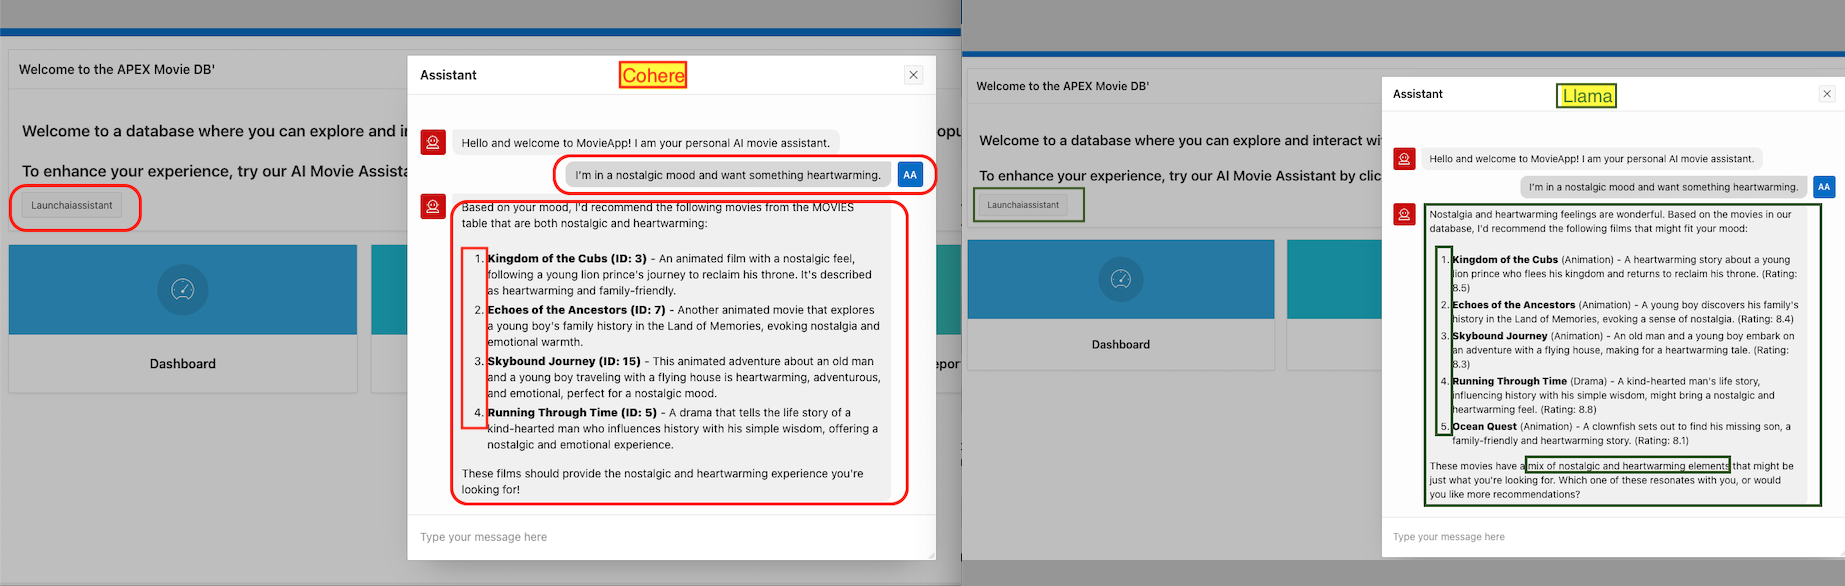 Welcome to the APEX Movie DB'
Welcome to a database where you can explore and in
To enhance your experience, try our AI Movie Assista
Launchaiassistant
Dashboard
Assistant
Cohere
Hello and welcome to MovieApp! I am your personal AI movie assistant.
I'm in a nostalgic mood and want something heartwarming.
AA
Based on your mood, I'd recommend the following movies from the MOVIES
table that are both nostalgic and heartwarming:
1. Kingdom of the Cubs (ID: 3) - An animated film with a nostalgic feel,
following a young lion prince's journey to reclaim his throne. It's described
as heartwarming and family-friendly.
2. Echoes of the Ancestors (ID: 7) - Another animated movie that explores
a young boy's family history in the Land of Memories, evoking nostalgia and
emotional warmth.
3. Skybound Journey (ID: 15) - This animated adventure about an old man
and a young boy traveling with a flying house is heartwarming, adventurous,
and emotional, perfect for a nostalgic mood.
4. Running Through Time (ID: 5) - A drama that tells the life story of a
kind-hearted man who influences history with his simple wisdom, offering a
nostalgic and emotional experience.
These films should provide the nostalgic and heartwarming experience you're
looking for!
Type your message here
opu
epor
Welcome to the APEX Movie DB'
Welcome to a database where you can explore and interact wi
To enhance your experience, try our AI Movie Assistant by clic
Launchaiassistant
Dashboard
Assistant
Llama
Hello and welcome to MovieApp! I am your personal AI movie assistant.
I'm in a nostalgic mood and want something heartwarming.
AA
Nostalgia and heartwarming feelings are wonderful. Based on the movies in our
database, I'd recommend the following films that might fit your mood:
1. Kingdom of the Cubs (Animation) - A heartwarming story about a young
lion prince who flees his kingdom and returns to reclaim his throne. (Rating:
8.5)
2. Echoes of the Ancestors (Animation) - A young boy discovers his family's
history in the Land of Memories, evoking a sense of nostalgia. (Rating: 8.4)
3. Skybound Journey (Animation) - An old man and a young boy embark on
an adventure with a flying house, making for a heartwarming tale. (Rating:
8.3)
4. Running Through Time (Drama) - A kind-hearted man's life story,
influencing history with his simple wisdom, might bring a nostalgic and
heartwarming feel. (Rating: 8.8)
5. Ocean Quest (Animation) - A clownfish sets out to find his missing son, a
family-friendly and heartwarming story. (Rating: 8.1)
These movies have a mix of nostalgic and heartwarming elements that might be
just what you're looking for. Which one of these resonates with you, or would
you like more recommendations?
Type your message here